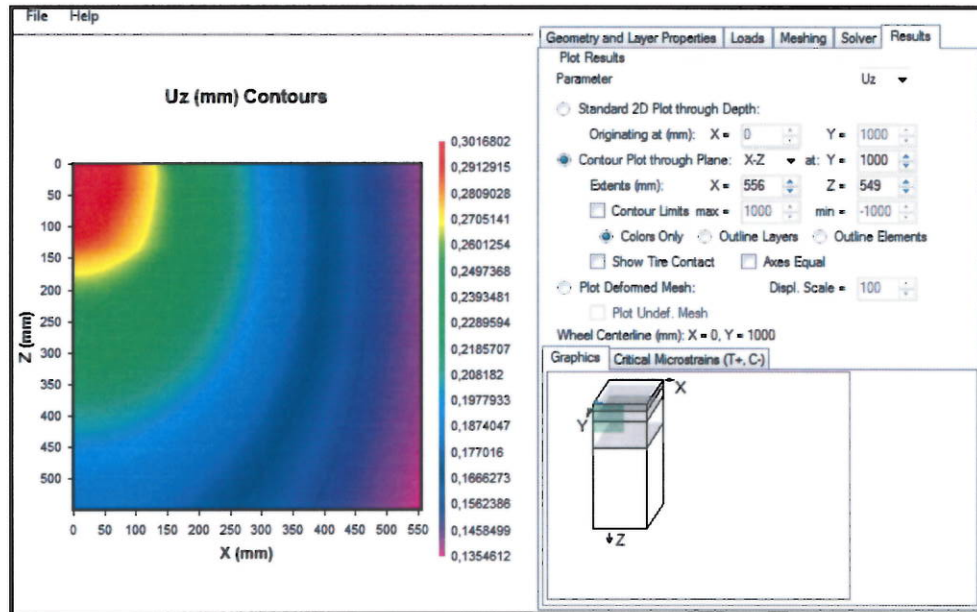 File Help
Uz (mm) Contours
0,3016802
0,2912915
0,2809028
0,2705141
0,2601254
0,2497368
0,2393481
0,2289594
0,2185707
0,208182
0,1977933
0,1874047
0,177016
0,1666273
0,1562386
0,1458499
0,1354612
Z (mm)
0
50
100
150
200
250
300
350
400
450
500
0 50 100 150 200 250 300 350 400 450 500 550
X (mm)
Geometry and Layer Properties Loads Meshing Solver Results
Plot Results
Parameter Uz
Standard 2D Plot through Depth:
Originating at (mm): X = 0 Y = 1000
Contour Plot through Plane: X-Z at: Y = 1000
Extents (mm): X = 556 Z = 549
Contour Limits max = 1000 min = -1000
Colors Only Outline Layers Outline Elements
Show Tire Contact Axes Equal
Plot Deformed Mesh: Displ. Scale = 100
Plot Undef. Mesh
Wheel Centerline (mm): X = 0, Y = 1000
Graphics Critical Microstrains (T+, C-)
X
Y
Z